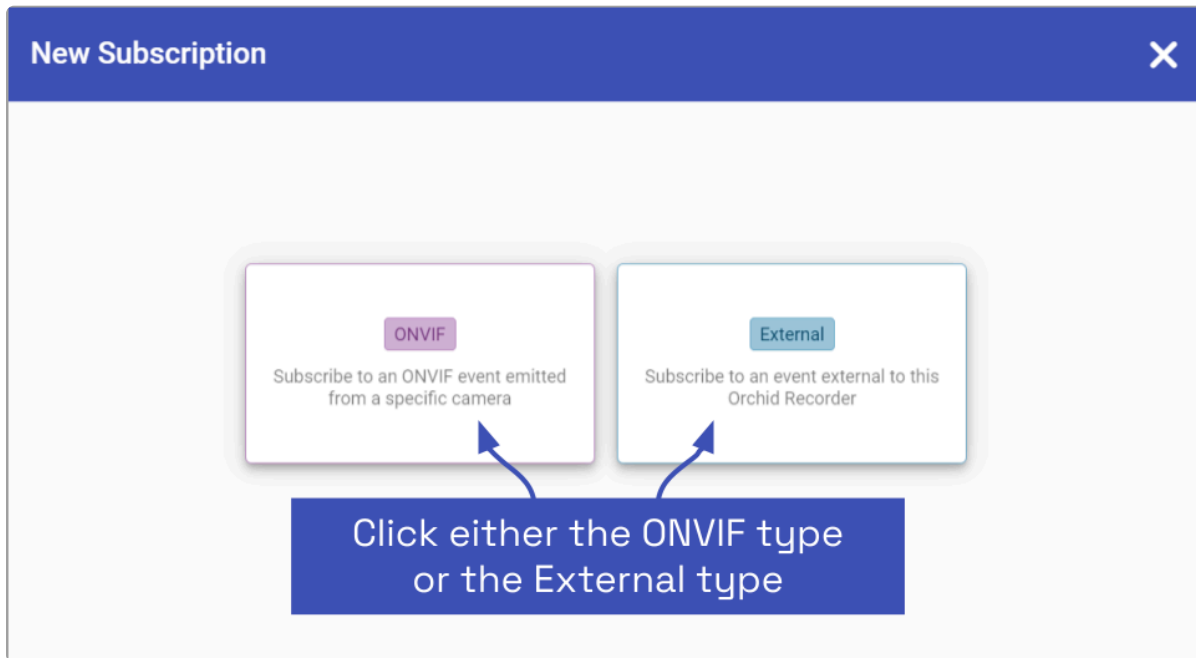 New Subscription
ONVIF
Subscribe to an ONVIF event emitted
from a specific camera
External
Subscribe to an event external to this
Orchid Recorder
Click either the ONVIF type
or the External type